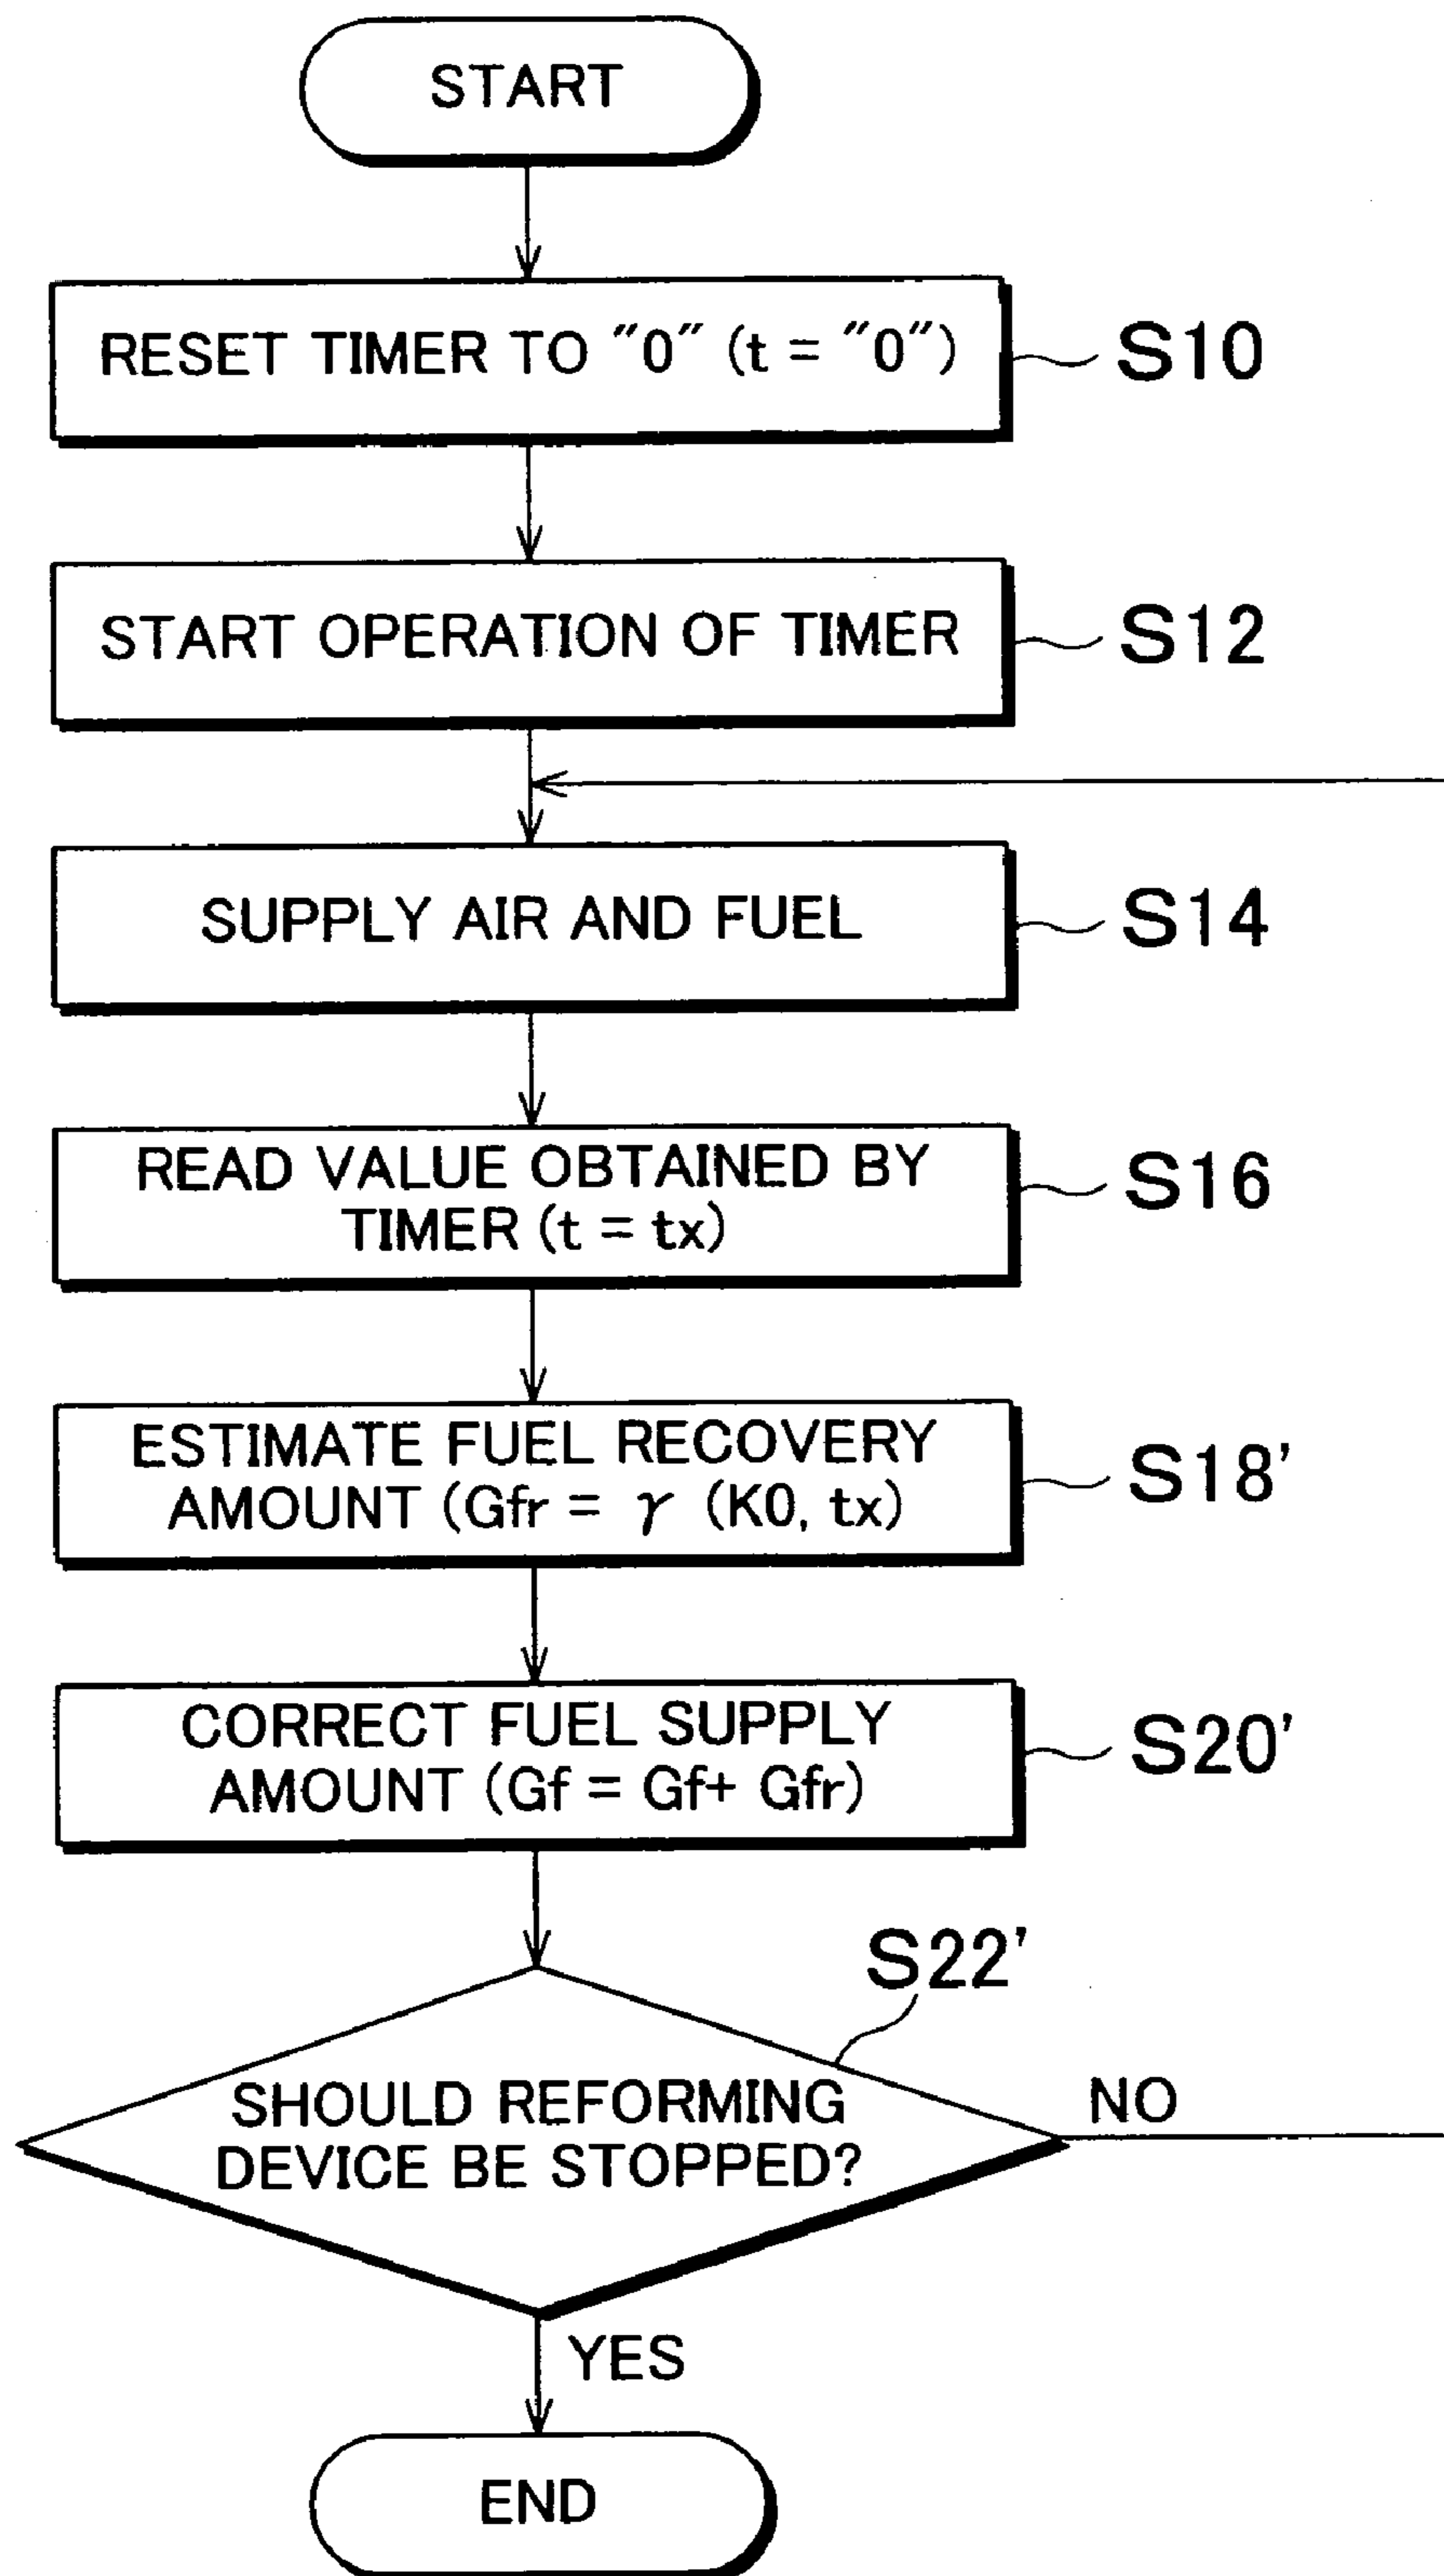 START
RESET TIMER TO "0" (t = "0")
S10
START OPERATION OF TIMER
S12
SUPPLY AIR AND FUEL
S14
READ VALUE OBTAINED BY
TIMER (t = tx)
S16
ESTIMATE FUEL RECOVERY
AMOUNT (Gfr = γ (K0, tx)
S18'
CORRECT FUEL SUPPLY
AMOUNT (Gf = Gf+ Gfr)
S20'
S22'
SHOULD REFORMING
DEVICE BE STOPPED?
NO
YES
END